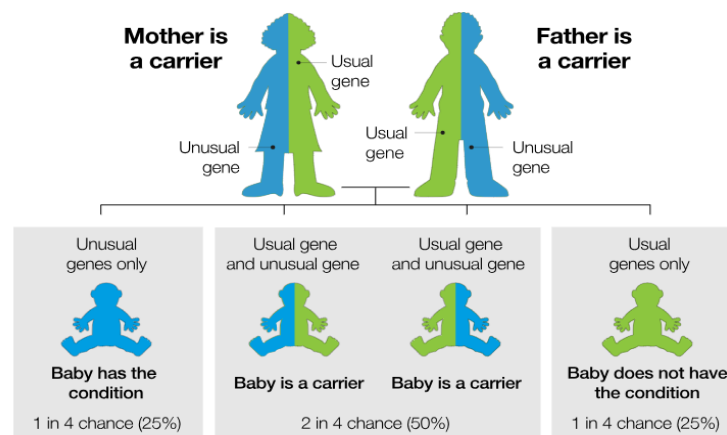 Mother is
a carrier
Usual
gene
Unusual
gene
Father is
a carrier
Usual
gene
Unusual
gene
Unusual
genes only
Baby has the
condition
1 in 4 chance (25%)
Usual gene
and unusual gene
Baby is a carrier
Usual gene
and unusual gene
Baby is a carrier
2 in 4 chance (50%)
Usual
genes only
Baby does not have
the condition
1 in 4 chance (25%)